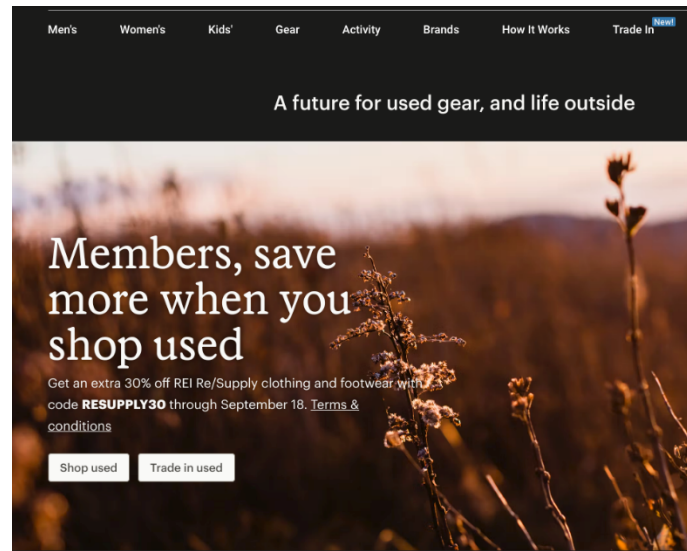 Men's Women's Kids' Gear Activity Brands How It Works Trade In New!
A future for used gear, and life outside
Members, save
more when you
shop used
Get an extra 30% off REI Re/Supply clothing and footwear with
code RESUPPLY30 through September 18. Terms &
conditions
Shop used Trade in used